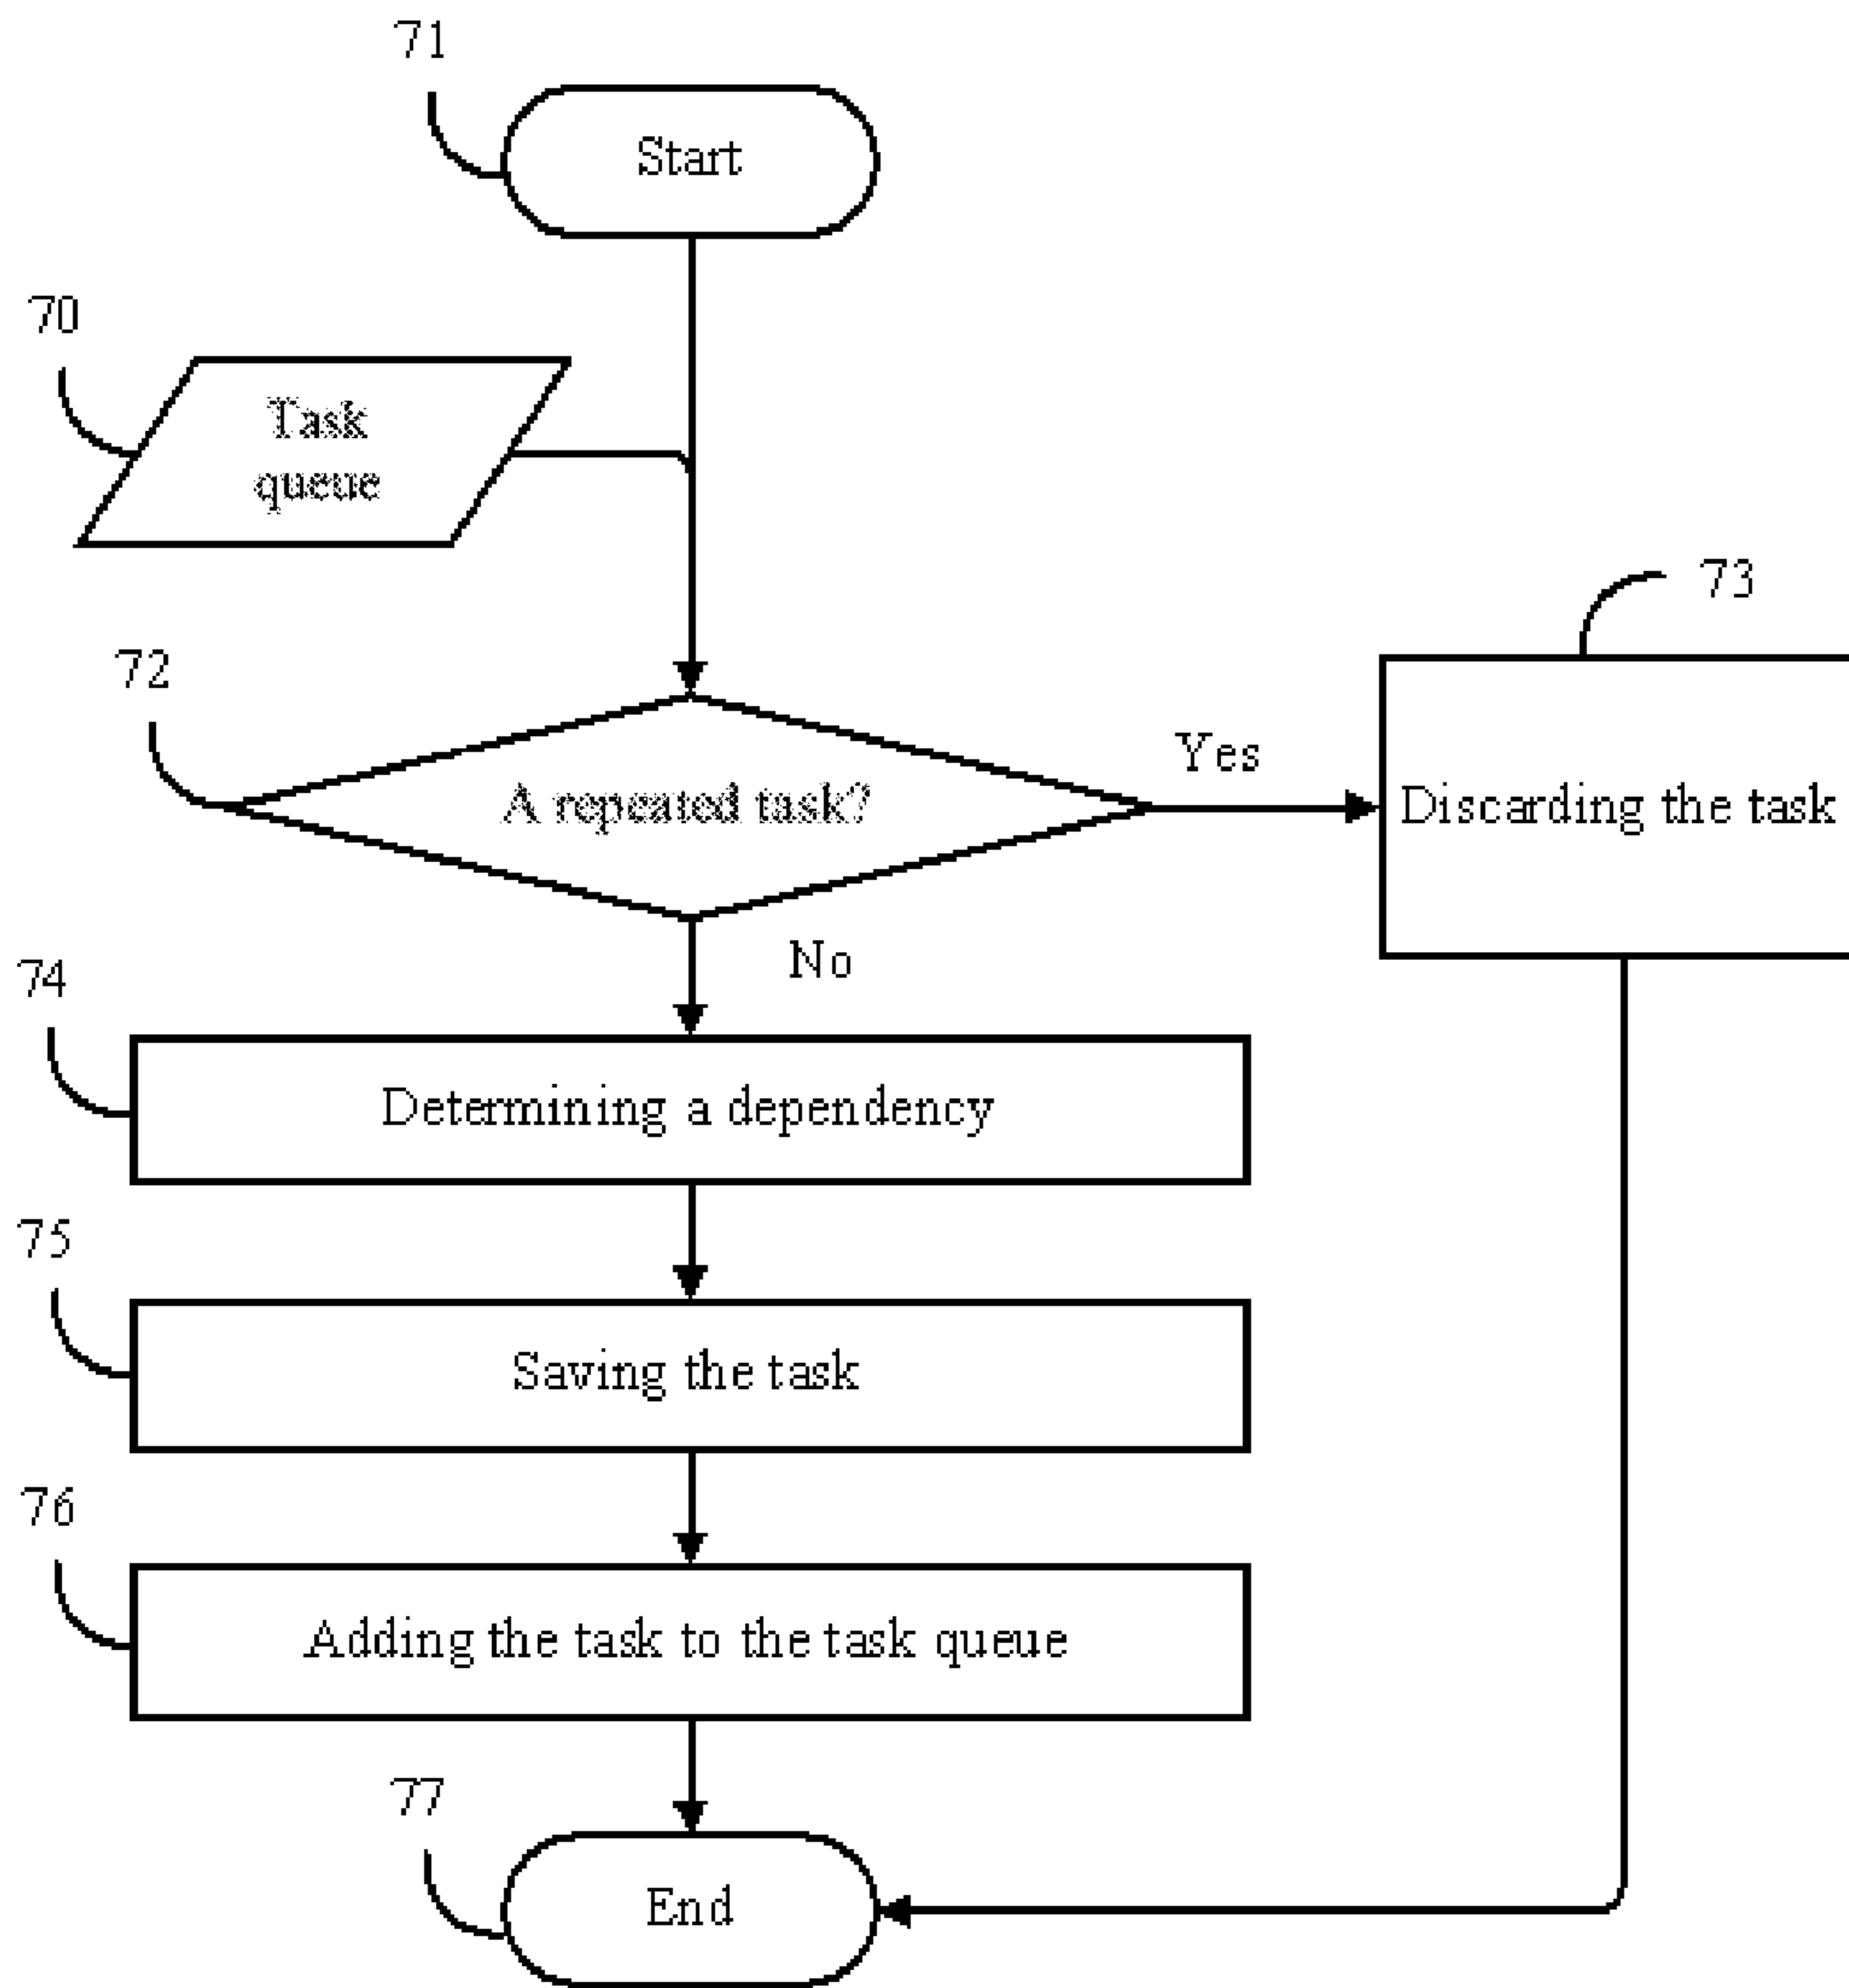 71
Start
70
Task
queue
73
72
Yes
A repeated task?
Discarding the task
No
74
Determining a dependency
75
Saving the task
76
Adding the task to the task queue
77
End